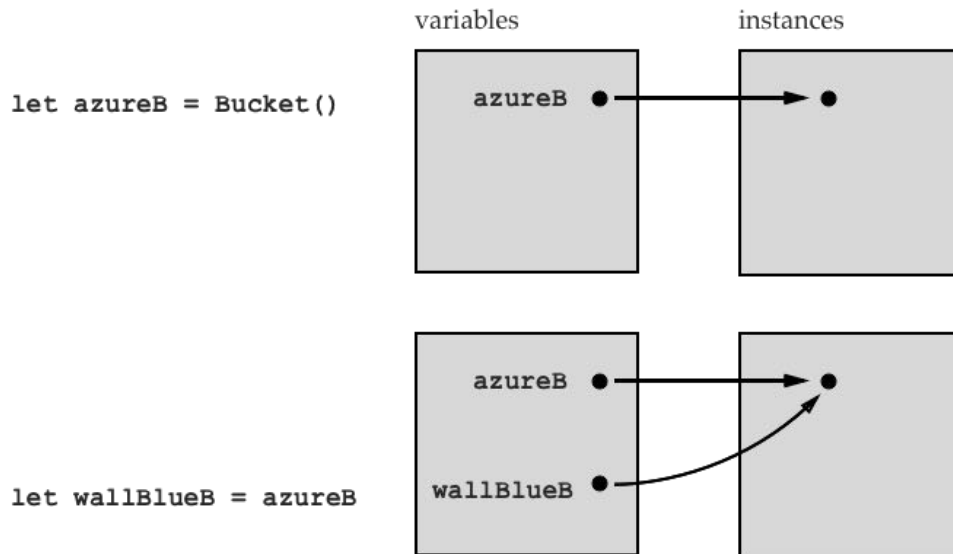 variables instances
let azureB = Bucket()
azureB
azureB
let wallBlueB = azureB
wallBlueB